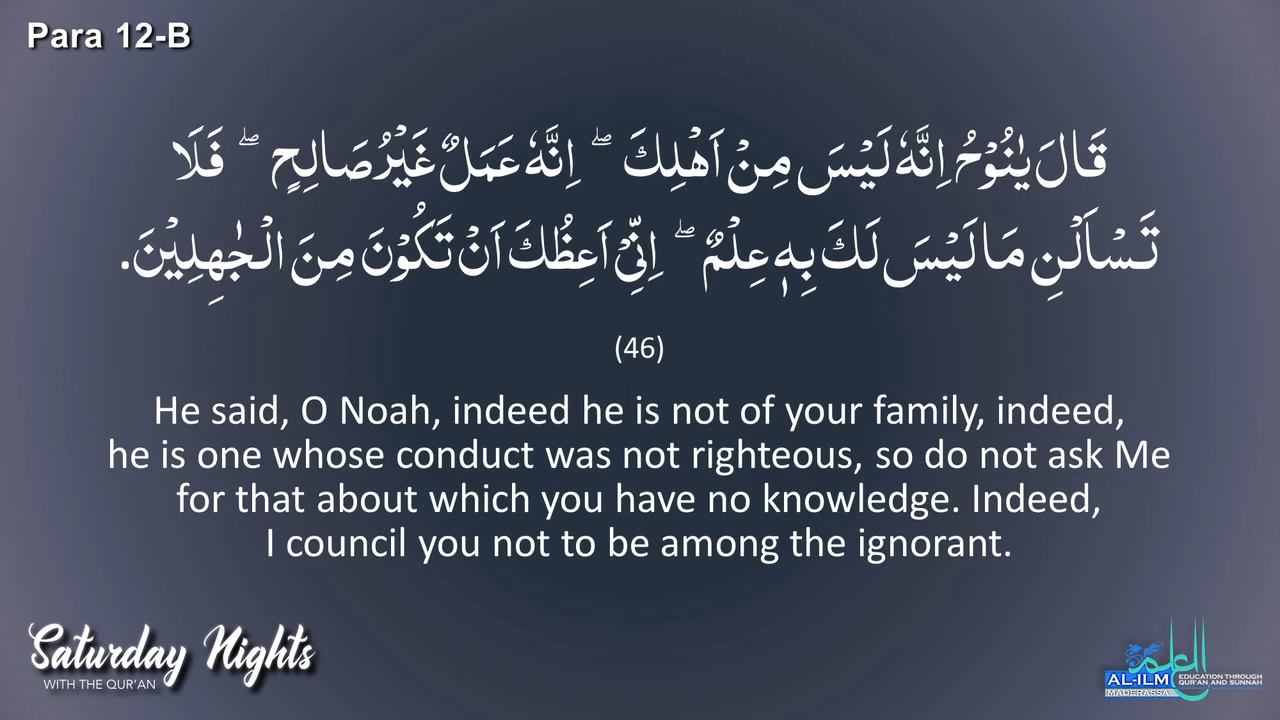 Para 12-B
قَالَ يٰنُوْحُ اِنَّهٗ لَيْسَ مِنْ اَهْلِكَ ۖ اِنَّهٗ عَمَلٌ غَيْرُ صَالِحٍ ۖ فَلَا
تَسْاَلْنِ مَا لَيْسَ لَكَ بِهٖ عِلْمٌ ۖ اِنِّيْٓ اَعِظُكَ اَنْ تَكُوْنَ مِنَ الْجٰهِلِيْنَ.
(46)
He said, O Noah, indeed he is not of your family, indeed,
he is one whose conduct was not righteous, so do not ask Me
for that about which you have no knowledge. Indeed,
I council you not to be among the ignorant.
Saturday Nights
WITH THE QUR'AN
العلم
AL-ILM
MADERASSA
EDUCATION THROUGH
QUR'AN AND SUNNAH